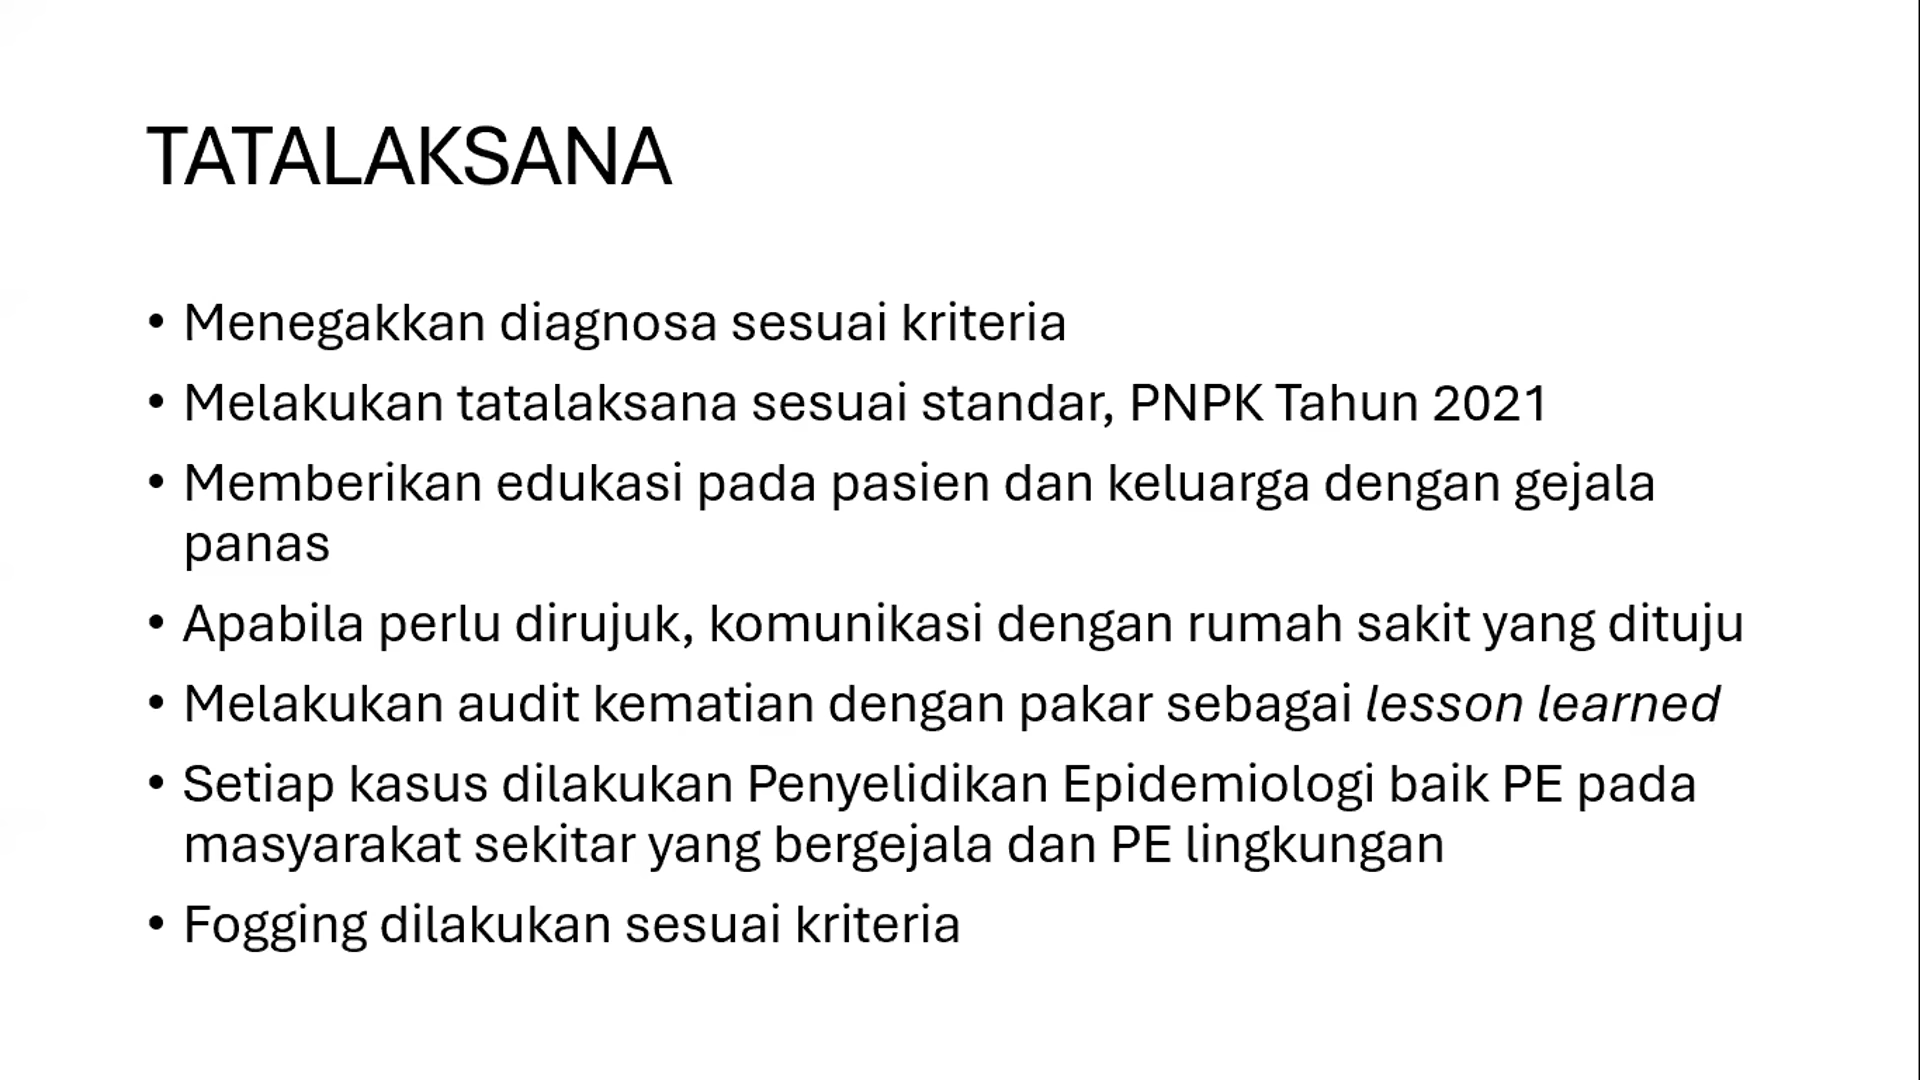 TATALAKSANA
• Menegakkan diagnosa sesuai kriteria
• Melakukan tatalaksana sesuai standar, PNPK Tahun 2021
• Memberikan edukasi pada pasien dan keluarga dengan gejala
panas
• Apabila perlu dirujuk, komunikasi dengan rumah sakit yang dituju
• Melakukan audit kematian dengan pakar sebagai lesson learned
• Setiap kasus dilakukan Penyelidikan Epidemiologi baik PE pada
masyarakat sekitar yang bergejala dan PE lingkungan
• Fogging dilakukan sesuai kriteria